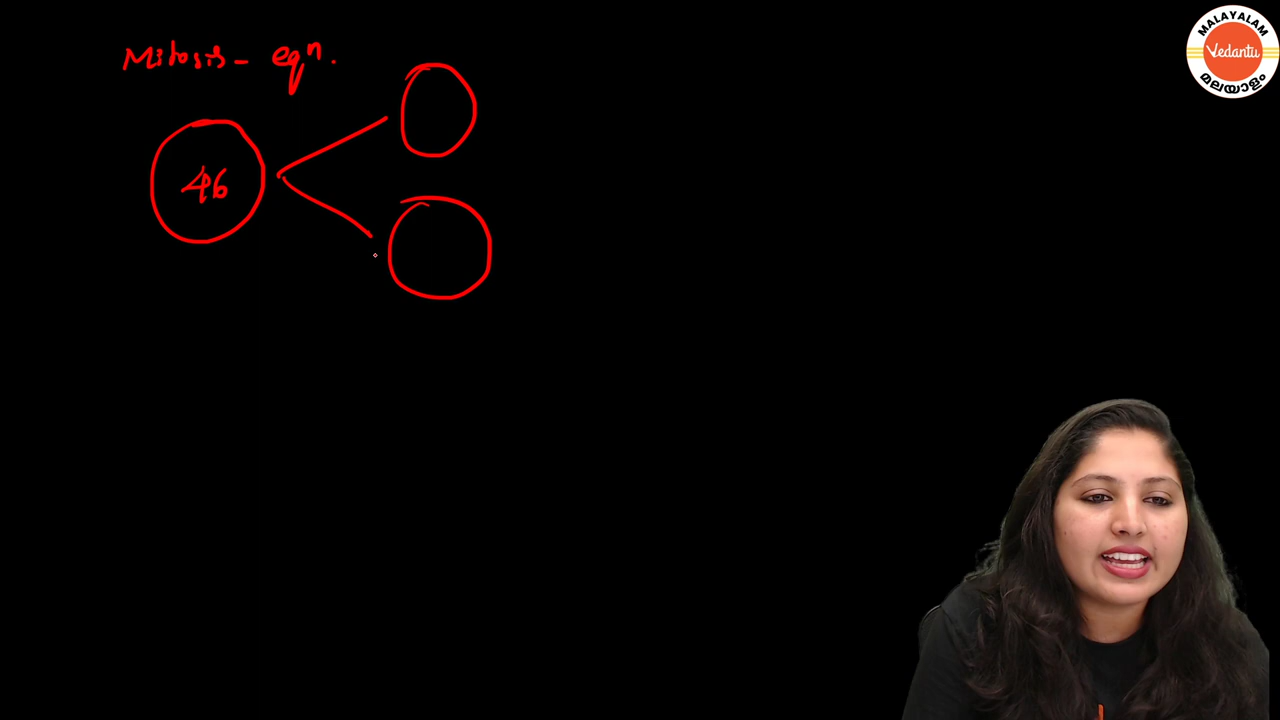 Mitosis - eqn.
46
MALAYALAM
Vedantu
മലയാളം